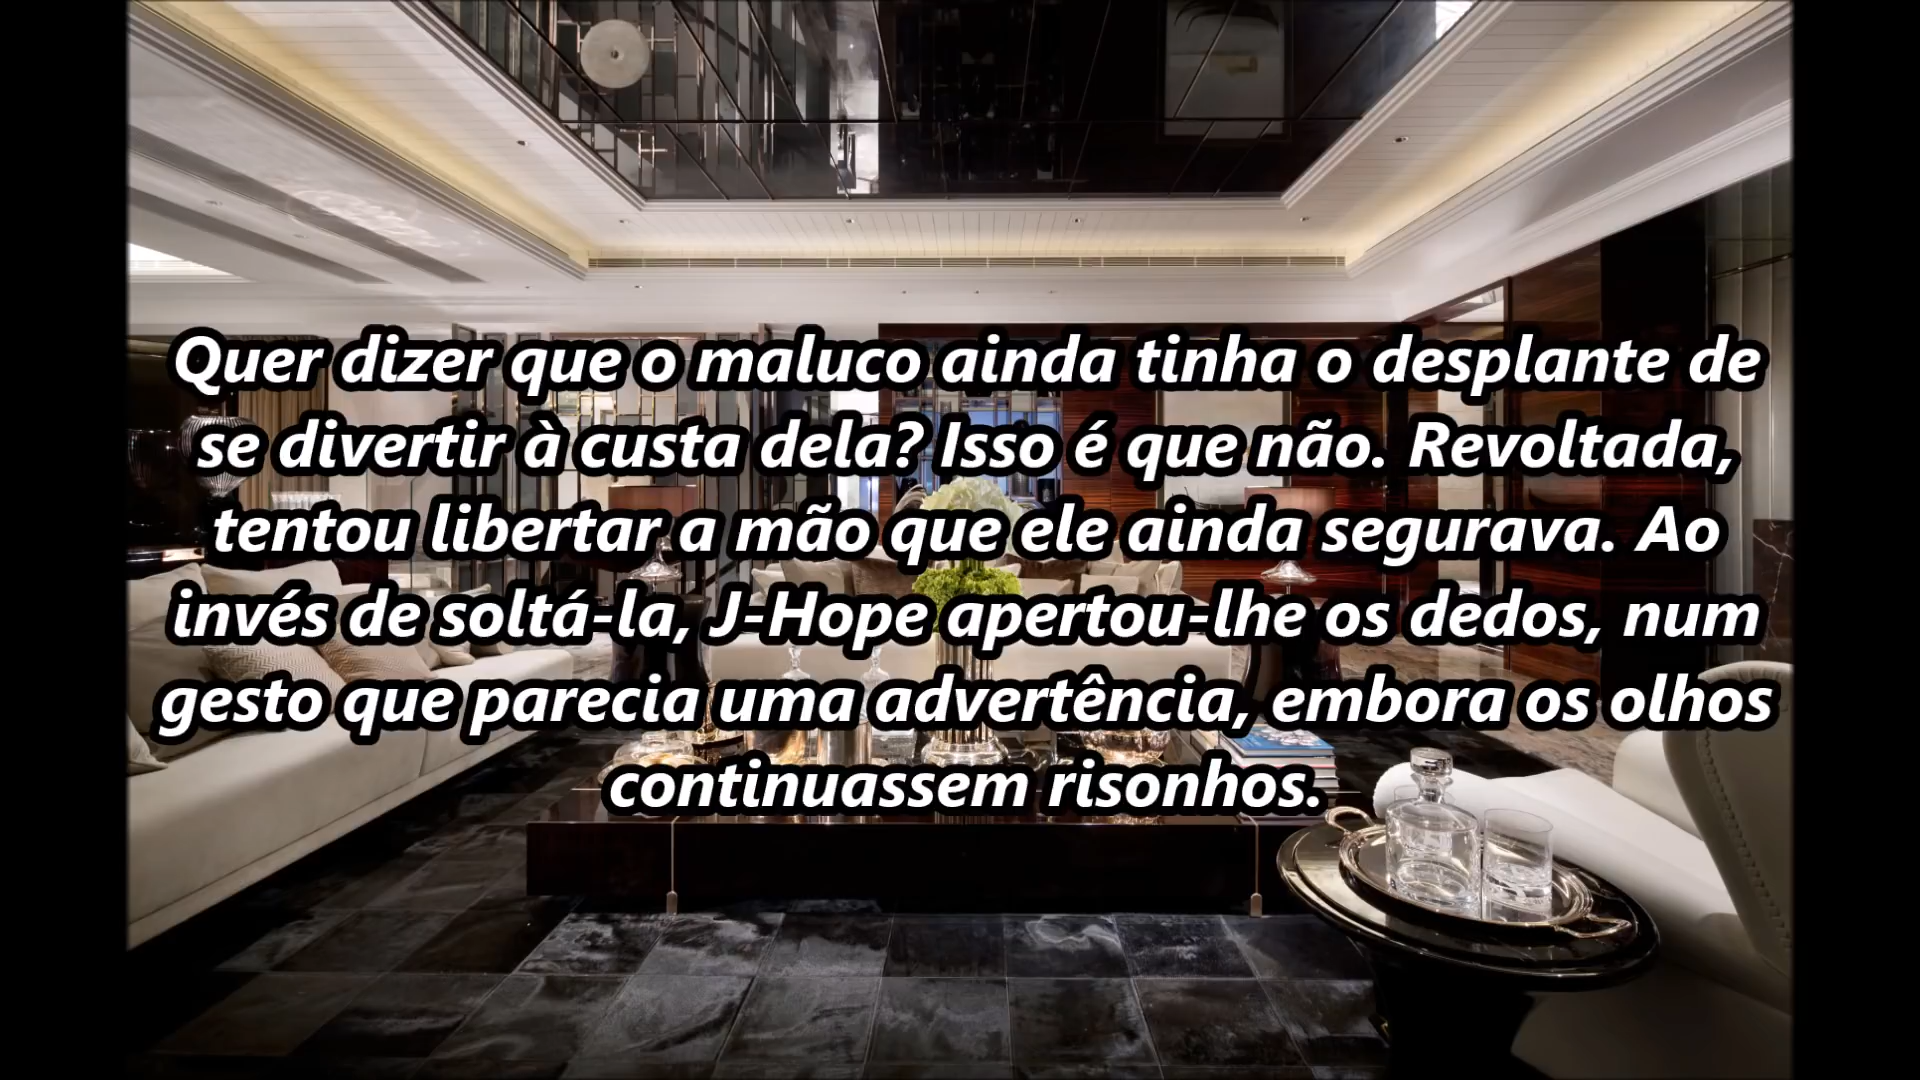 Quer dizer que o maluco ainda tinha o desplante de
se divertir à custa dela? Isso é que não. Revoltada,
tentou libertar a mão que ele ainda segurava. Ao
invés de soltá-la, J-Hope apertou-lhe os dedos, num
gesto que parecia uma advertência, embora os olhos
continuassem risonhos.